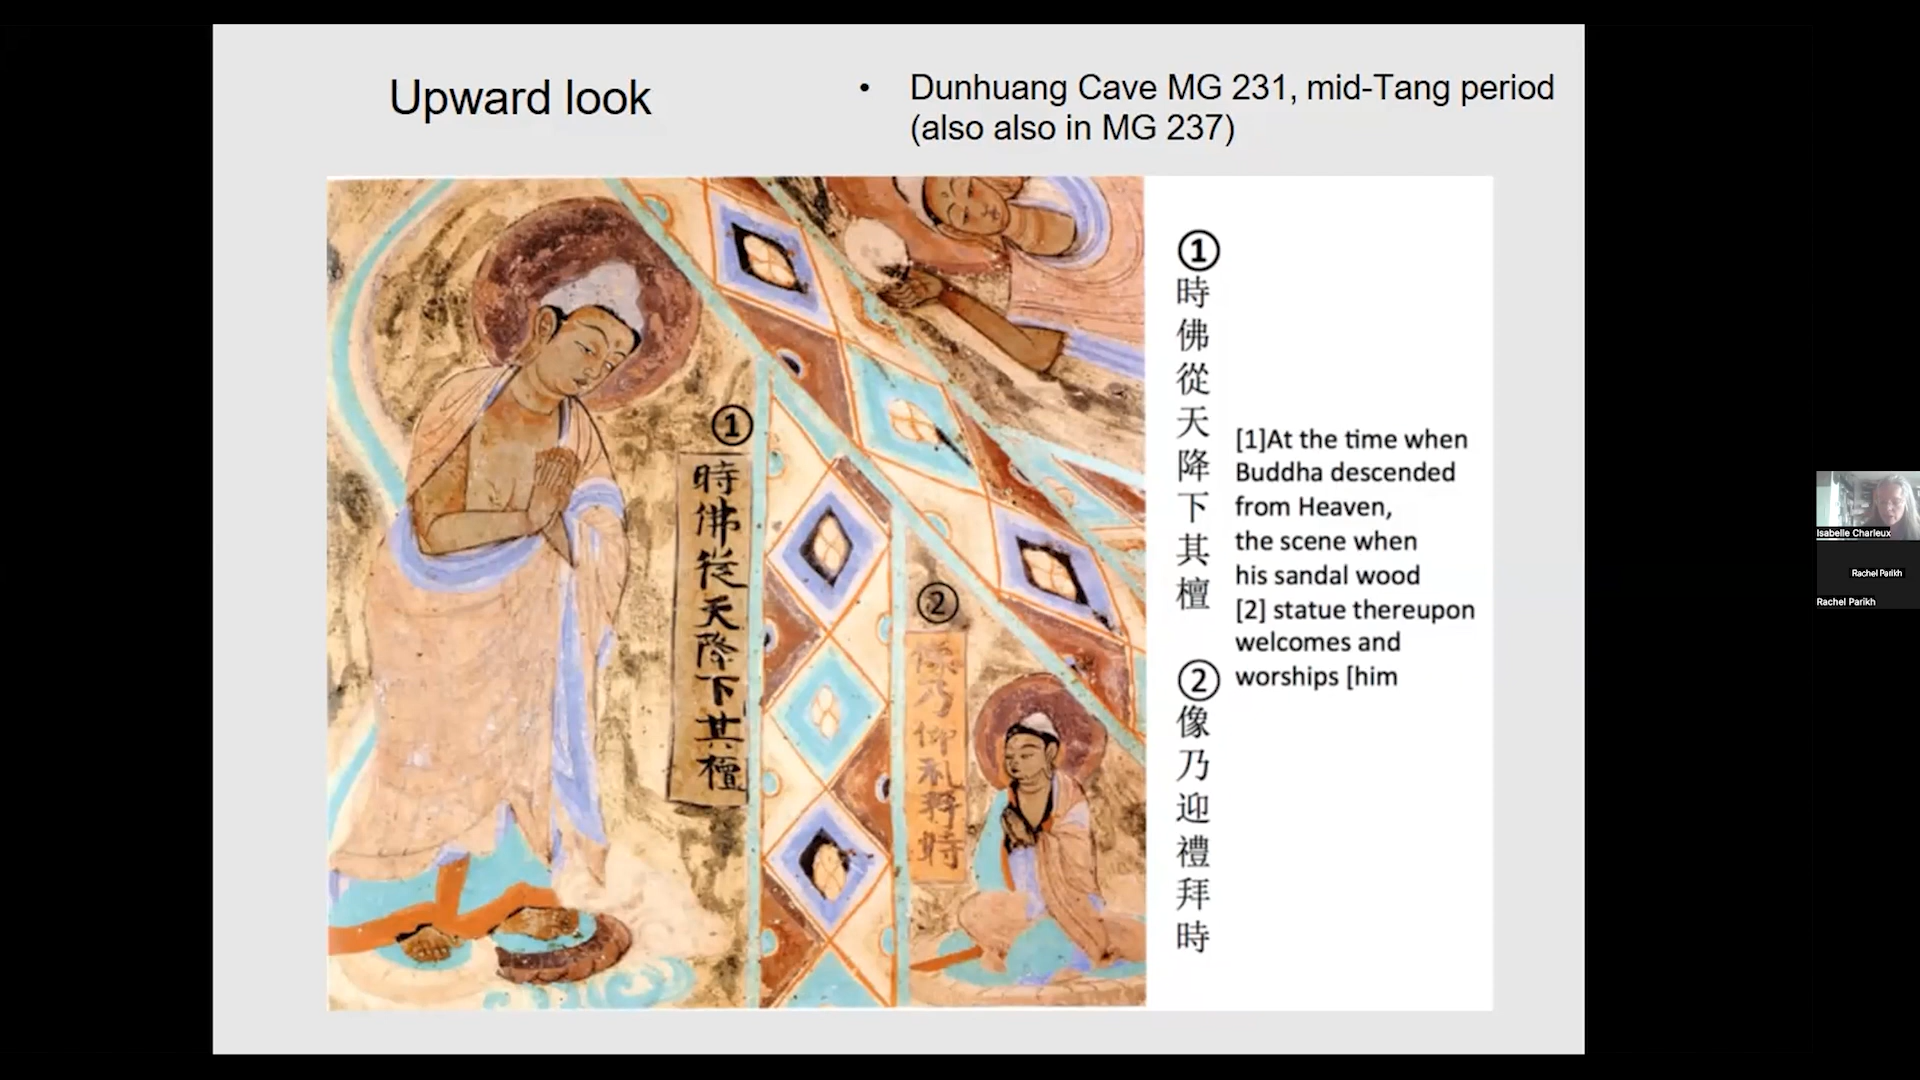 Upward look
• Dunhuang Cave MG 231, mid-Tang period
(also also in MG 237)
①
時佛従天降下其檀
②
像乃仰礼拜時
①
時佛從天降下其檀
②
像乃迎禮拜時
[1]At the time when
Buddha descended
from Heaven,
the scene when
his sandal wood
[2] statue thereupon
welcomes and
worships [him
Isabelle Charleux
Rachel Parikh
Rachel Parikh